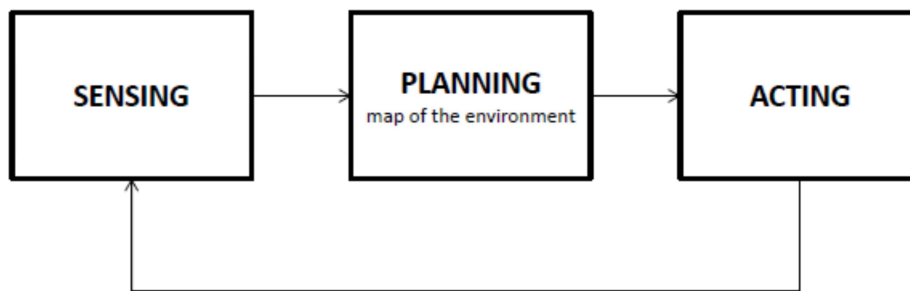 SENSING
PLANNING
map of the environment
ACTING